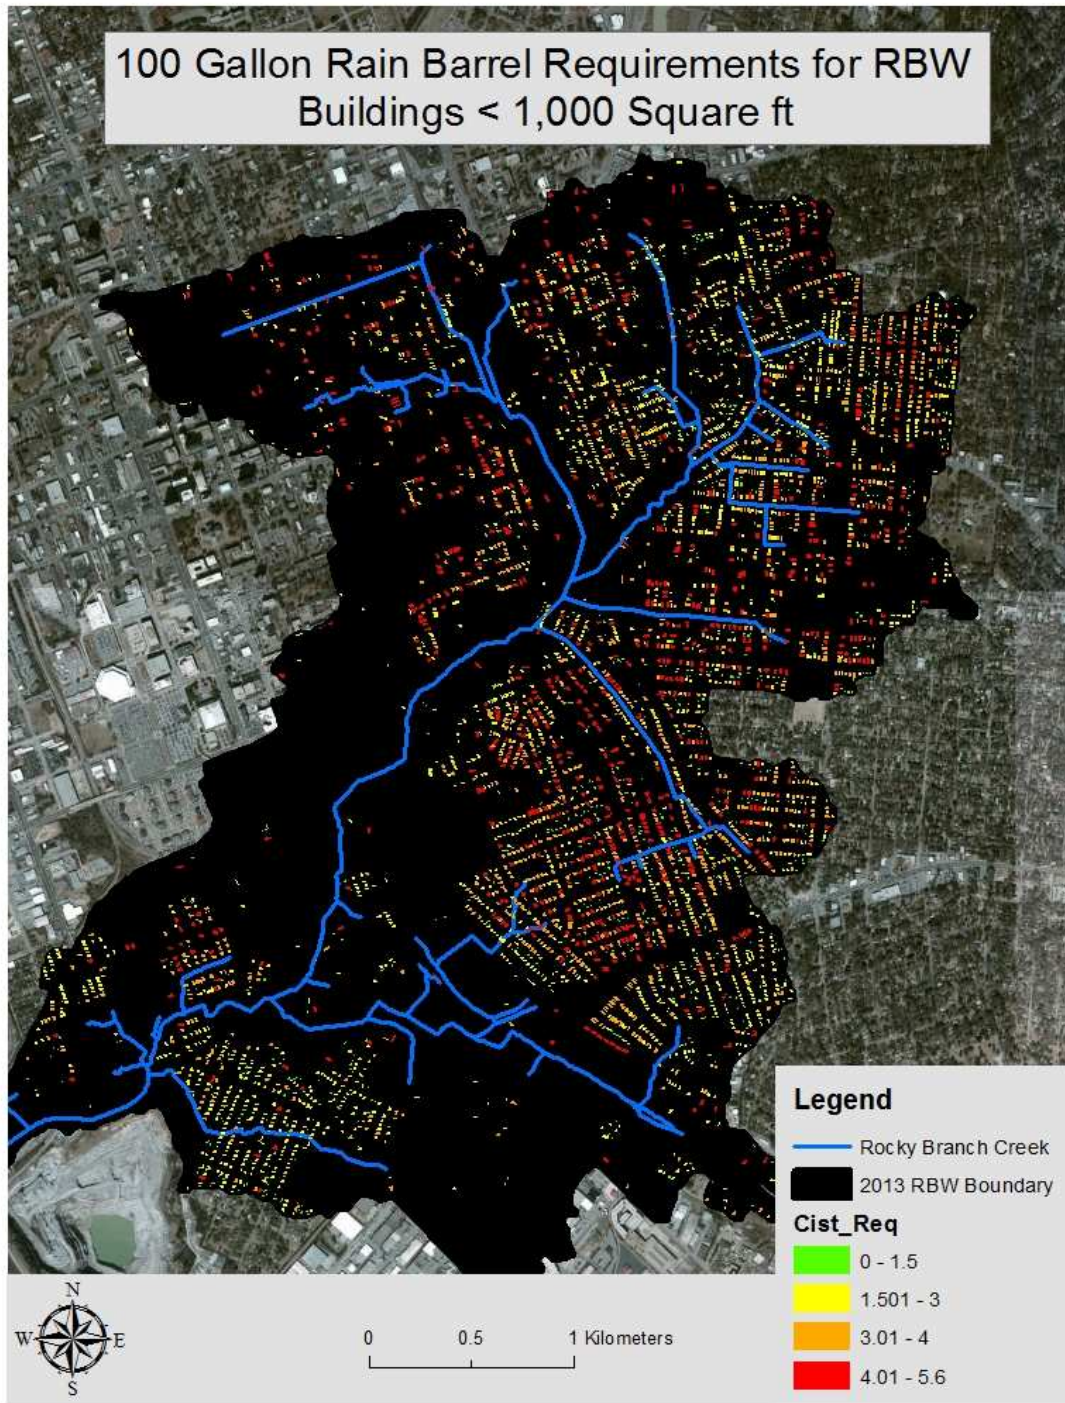 100 Gallon Rain Barrel Requirements for RBW
Buildings < 1,000 Square ft
Legend
Rocky Branch Creek
2013 RBW Boundary
Cist_Req
0 - 1.5
1.501 - 3
3.01 - 4
4.01 - 5.6
N
W
E
S
0
0.5
1 Kilometers